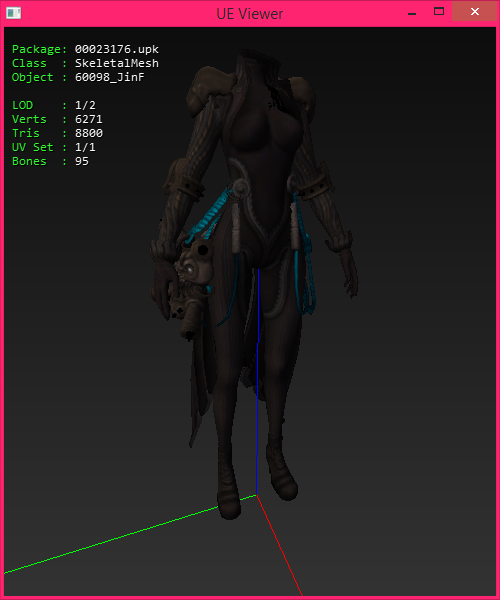 UE Viewer
Package: 00023176.upk
Class : SkeletalMesh
Object : 60098_JinF
LOD : 1/2
Verts : 6271
Tris : 8800
UV Set : 1/1
Bones : 95